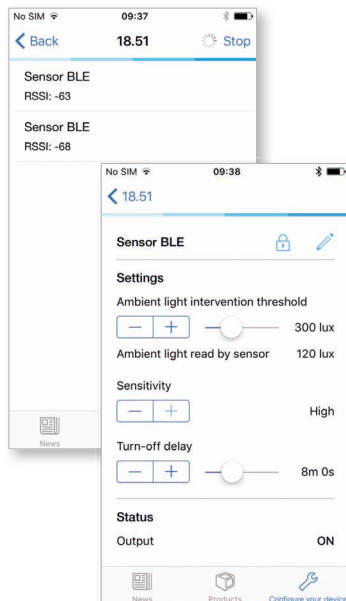 No SIM 09:37
Back 18.51 Stop
Sensor BLE
RSSI: -63
Sensor BLE
RSSI: -68
News
No SIM 09:38
18.51
Sensor BLE
Settings
Ambient light intervention threshold
− + 300 lux
Ambient light read by sensor 120 lux
Sensitivity
− + High
Turn-off delay
− + 8m 0s
Status
Output ON
News Products Configure your device